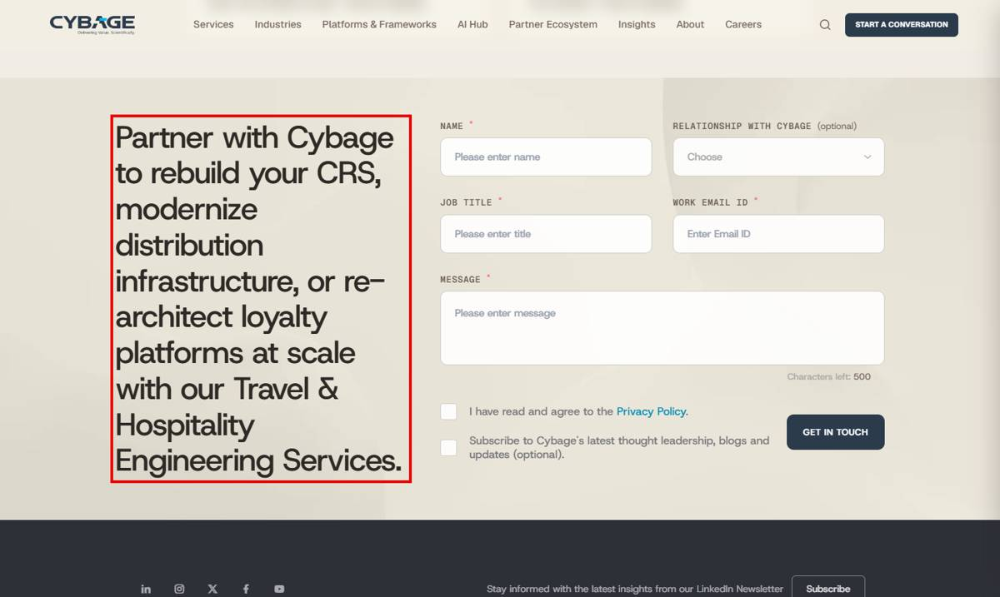 CYBAGE
Delivering Value. Scientifically.
Services Industries Platforms & Frameworks AI Hub Partner Ecosystem Insights About Careers
START A CONVERSATION
Partner with Cybage
to rebuild your CRS,
modernize
distribution
infrastructure, or re–
architect loyalty
platforms at scale
with our Travel &
Hospitality
Engineering Services.
NAME *
Please enter name
RELATIONSHIP WITH CYBAGE (optional)
Choose
JOB TITLE *
Please enter title
WORK EMAIL ID *
Enter Email ID
MESSAGE *
Please enter message
Characters left: 500
I have read and agree to the Privacy Policy.
Subscribe to Cybage's latest thought leadership, blogs and
updates (optional).
GET IN TOUCH
Stay informed with the latest insights from our LinkedIn Newsletter
Subscribe